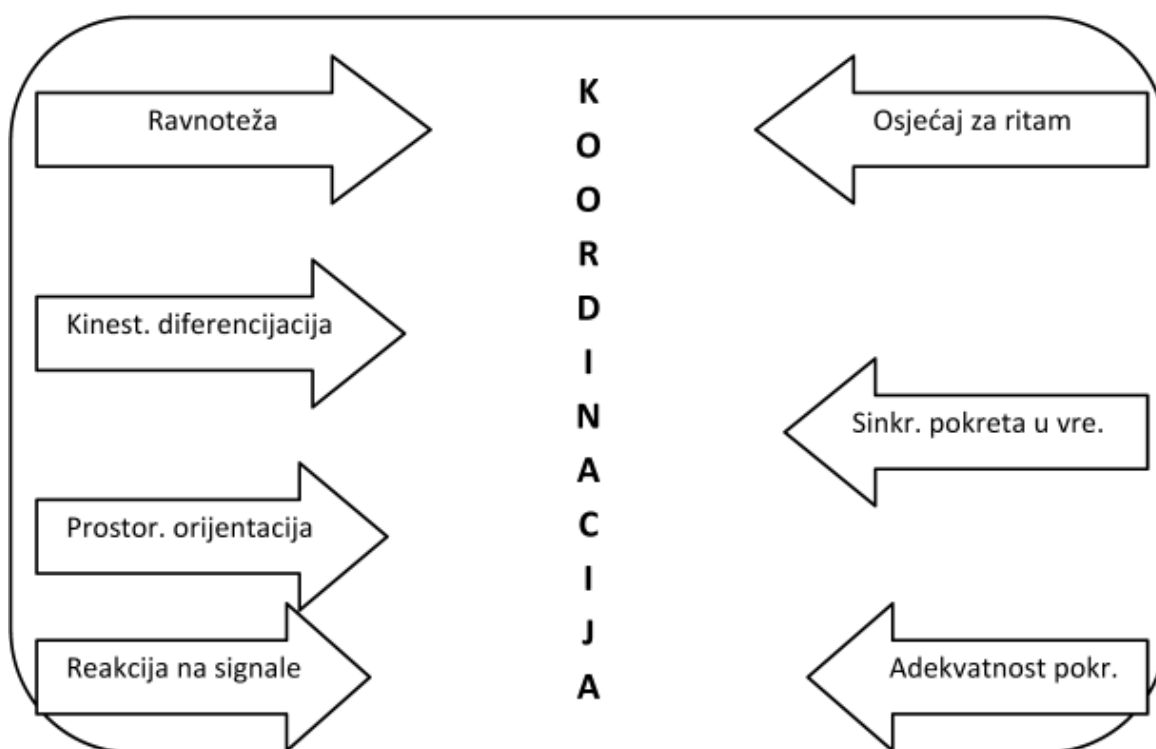 Ravnoteža
Kinest. diferencijacija
Prostor. orijentacija
Reakcija na signale
K
O
O
R
D
I
N
A
C
I
J
A
Osjećaj za ritam
Sinkr. pokreta u vre.
Adekvatnost pokr.